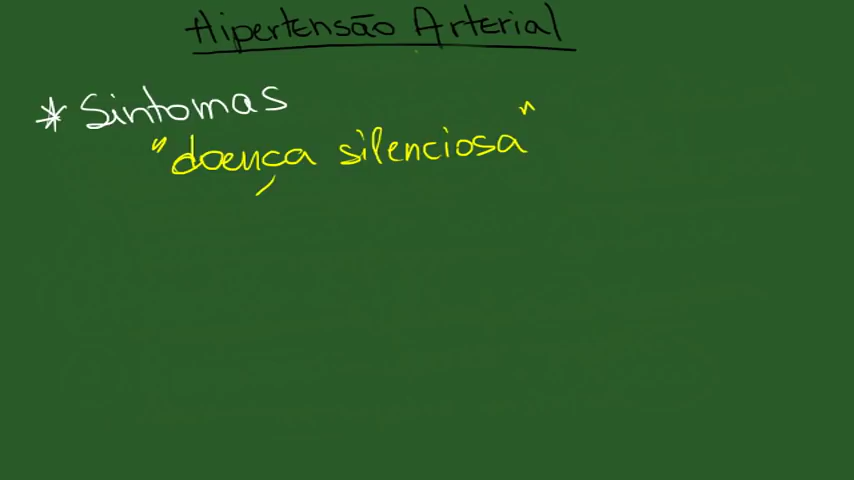 Hipertensão Arterial
* Sintomas
"doença silenciosa"